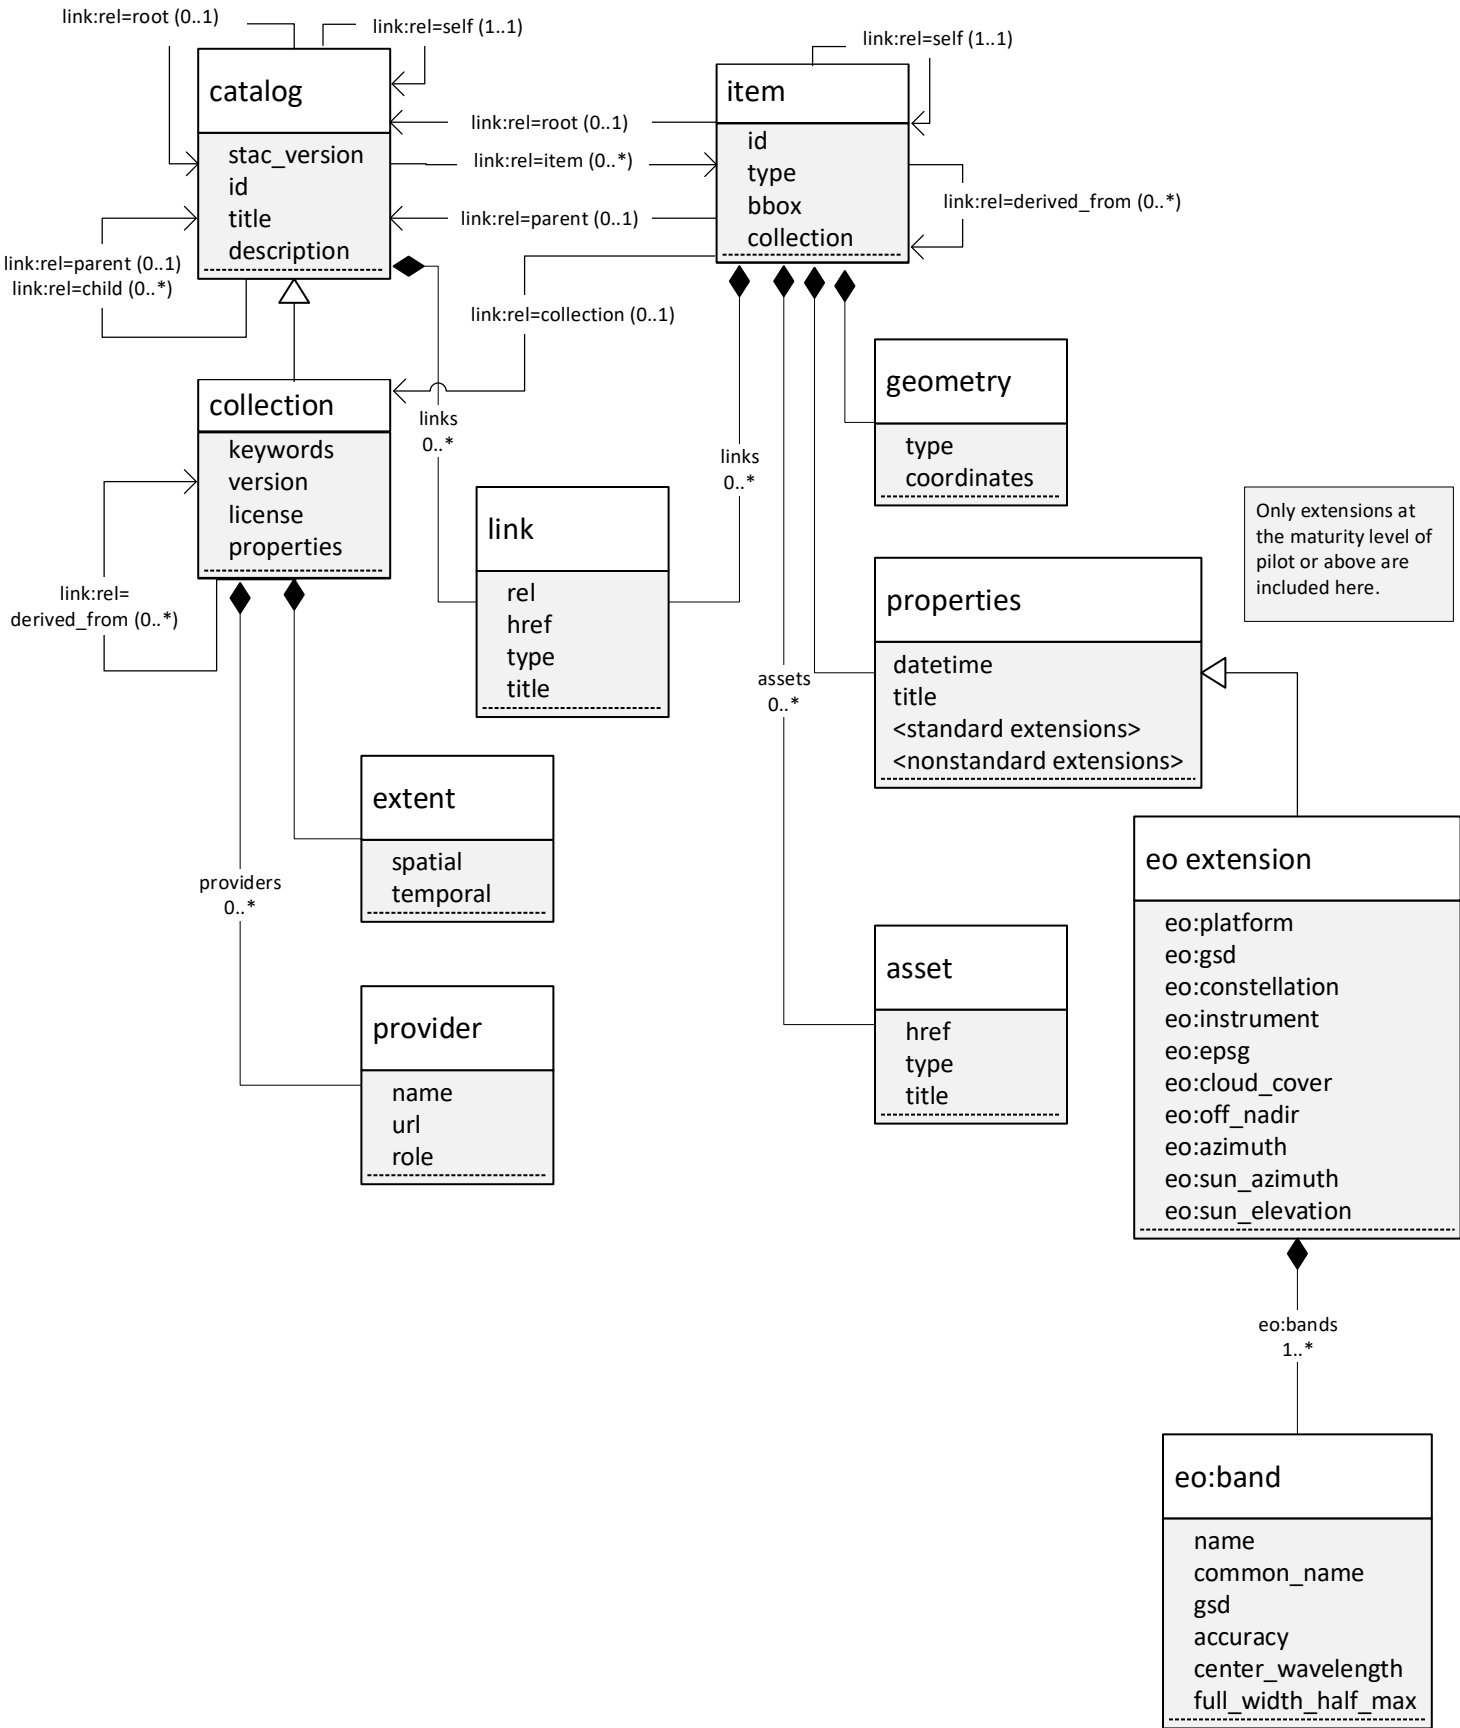 link:rel=root (0..1)
link:rel=self (1..1)
link:rel=self (1..1)
catalog
stac_version
id
title
description
link:rel=root (0..1)
link:rel=item (0..*)
link:rel=parent (0..1)
item
id
type
bbox
collection
link:rel=derived_from (0..*)
link:rel=parent (0..1)
link:rel=child (0..*)
link:rel=collection (0..1)
collection
keywords
version
license
properties
link:rel=
derived_from (0..*)
links
0..*
links
0..*
geometry
type
coordinates
link
rel
href
type
title
Only extensions at
the maturity level of
pilot or above are
included here.
properties
datetime
title
<standard extensions>
<nonstandard extensions>
assets
0..*
extent
spatial
temporal
providers
0..*
provider
name
url
role
asset
href
type
title
eo extension
eo:platform
eo:gsd
eo:constellation
eo:instrument
eo:epsg
eo:cloud_cover
eo:off_nadir
eo:azimuth
eo:sun_azimuth
eo:sun_elevation
eo:bands
1..*
eo:band
name
common_name
gsd
accuracy
center_wavelength
full_width_half_max